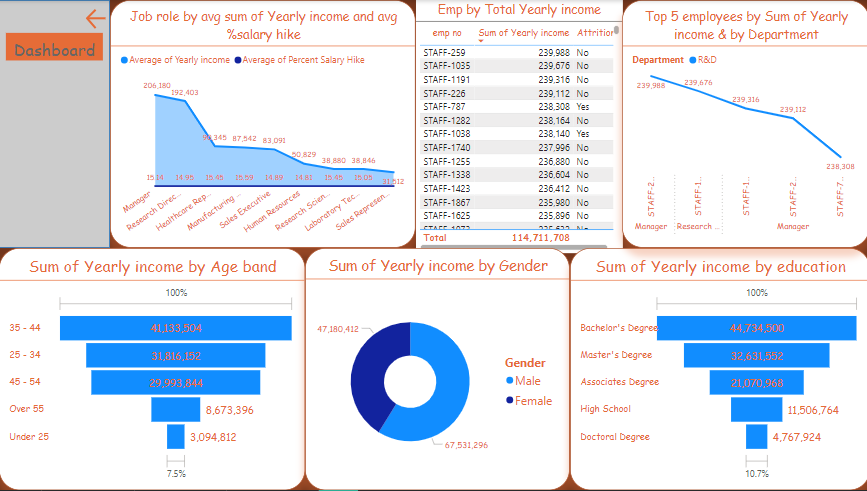 Dashboard
Job role by avg sum of Yearly income and avg
%salary hike
Average of Yearly income Average of Percent Salary Hike
206,180
192,403
87,542
83,091
50,829
38,880
38,846
31,512
14.95
15.45
15.59
14.89
14.81
15.45
15.05
Manager
Research Direc...
Healthcare Rep...
Manufacturing ...
Sales Executive
Human Resources
Research Scien...
Laboratory Tec...
Sales Represen...
Emp by Total Yearly income
emp no Sum of Yearly income Attrition
STAFF-259 239,988 No
STAFF-1035 239,676 No
STAFF-1191 239,316 No
STAFF-226 239,112 No
STAFF-787 238,308 Yes
STAFF-1282 238,164 No
STAFF-1038 238,140 Yes
STAFF-1740 237,996 No
STAFF-1255 236,880 No
STAFF-1338 236,604 No
STAFF-1423 236,412 No
STAFF-1867 235,980 No
STAFF-1625 235,896 No
Total 114,711,708
Top 5 employees by Sum of Yearly
income & by Department
Department R&D
239,988
239,676
239,316
239,112
238,308
STAFF-2...
STAFF-1...
STAFF-1...
STAFF-2...
STAFF-7...
Manager Research ... Manager
Sum of Yearly income by Age band
100%
35 - 44 41,133,504
25 - 34 31,816,152
45 - 54 29,993,844
Over 55 8,673,396
Under 25 3,094,812
7.5%
Sum of Yearly income by Gender
47,180,412
67,531,296
Gender
Male
Female
Sum of Yearly income by education
100%
Bachelor's Degree 44,734,500
Master's Degree 32,631,552
Associates Degree 21,070,968
High School 11,506,764
Doctoral Degree 4,767,924
10.7%